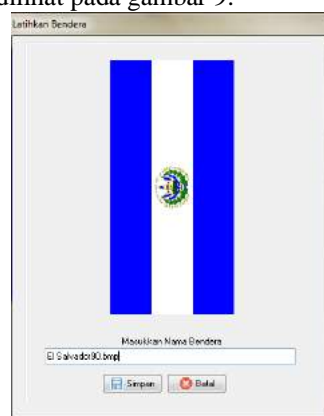 dilihat pada gambar 9.
Latihkan Bendera
Masukkan Nama Bendera
El Salvador90.bmp
Simpan Batal